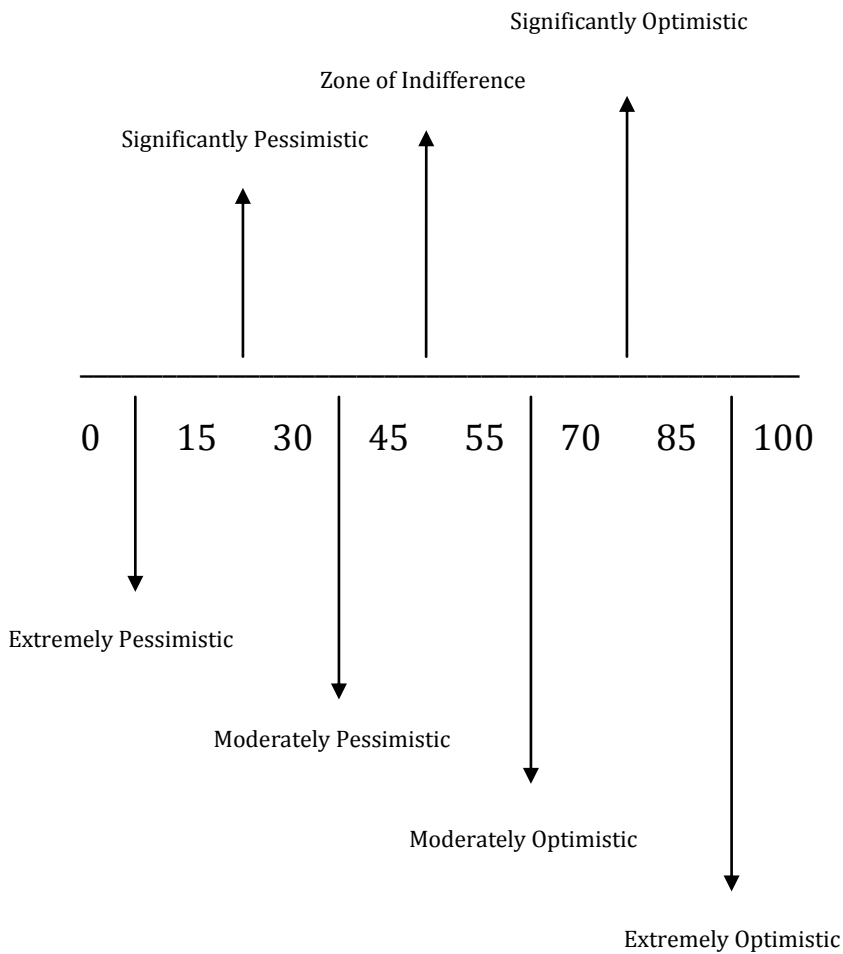 Significantly Optimistic
Zone of Indifference
Significantly Pessimistic
0 15 30 45 55 70 85 100
Extremely Pessimistic
Moderately Pessimistic
Moderately Optimistic
Extremely Optimistic